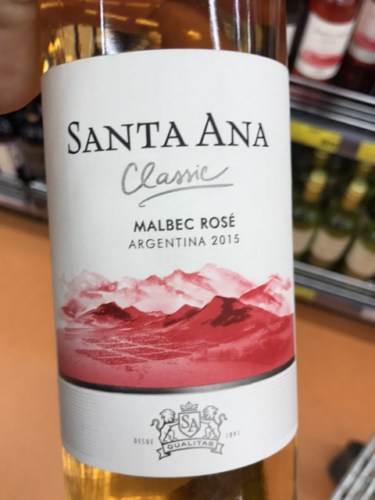 SANTA ANA
Classic
MALBEC ROSÉ
ARGENTINA 2015
SA
DESDE 1891
QUALITAS